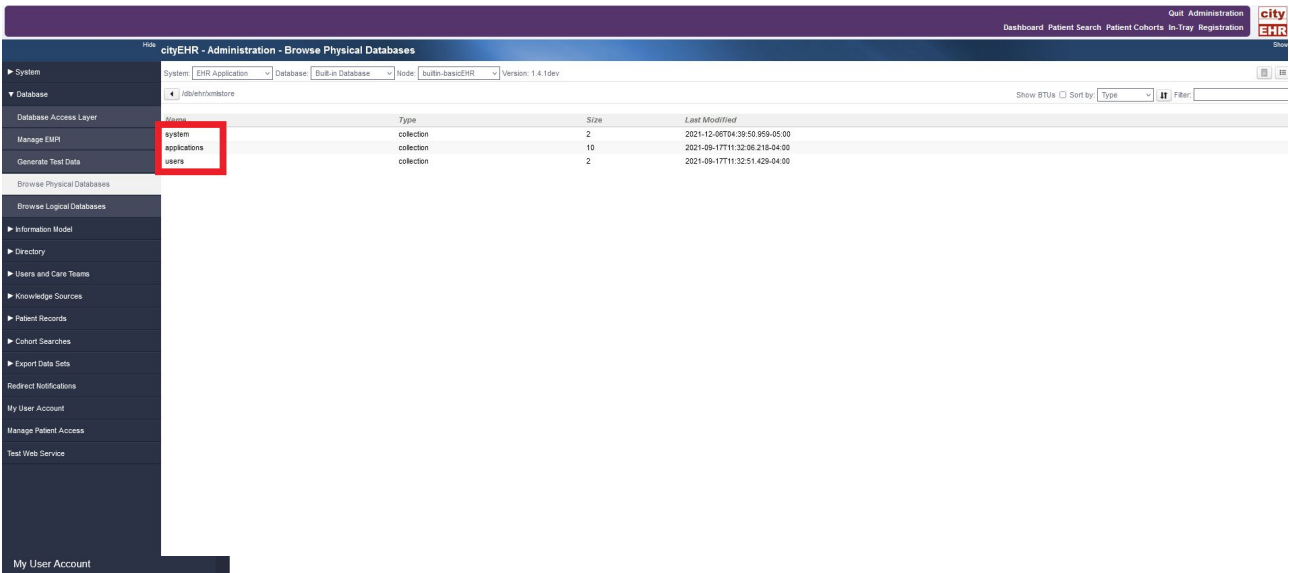 Quit Administration
Dashboard Patient Search Patient Cohorts In-Tray Registration
city
EHR
Hide
cityEHR - Administration - Browse Physical Databases
Show
► System
▼ Database
Database Access Layer
Manage EMPI
Generate Test Data
Browse Physical Databases
Browse Logical Databases
► Information Model
► Directory
► Users and Care Teams
► Knowledge Sources
► Patient Records
► Cohort Searches
► Export Data Sets
Redirect Notifications
My User Account
Manage Patient Access
Test Web Service
System: EHR Application Database: Built-in Database Node: builtin-basicEHR Version: 1.4.1dev
/db/ehr/xmlstore Show BTUs Sort by: Type Filter:
Name Type Size Last Modified
system collection 2 2021-12-06T04:39:50.959-05:00
applications collection 10 2021-09-17T11:32:06.218-04:00
users collection 2 2021-09-17T11:32:51.429-04:00
My User Account